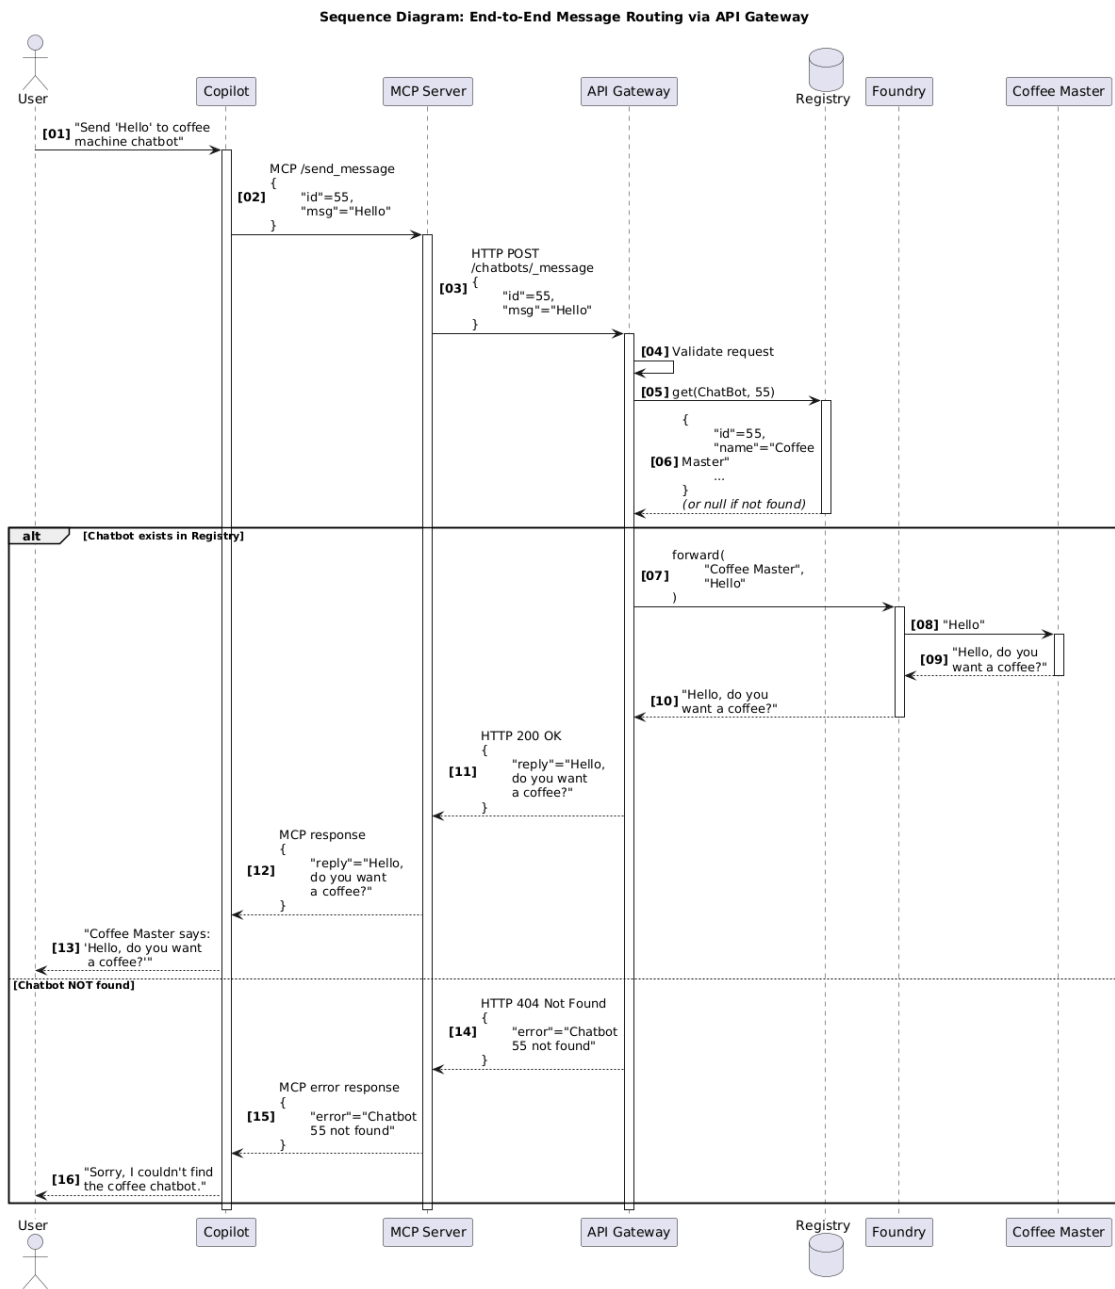 Sequence Diagram: End-to-End Message Routing via API Gateway
User
Copilot
MCP Server
API Gateway
Registry
Foundry
Coffee Master
[01] "Send 'Hello' to coffee
machine chatbot"
MCP /send_message
{
[02] "id"=55,
"msg"="Hello"
}
HTTP POST
/chatbots/_message
[03] {
"id"=55,
"msg"="Hello"
}
[04] Validate request
[05] get(ChatBot, 55)
{
"id"=55,
"name"="Coffee
[06] Master"
...
}
(or null if not found)
alt [Chatbot exists in Registry]
forward(
[07] "Coffee Master",
"Hello"
)
[08] "Hello"
[09] "Hello, do you
want a coffee?"
[10] "Hello, do you
want a coffee?"
HTTP 200 OK
{
[11] "reply"="Hello,
do you want
a coffee?"
}
MCP response
{
[12] "reply"="Hello,
do you want
a coffee?"
}
[13] "Coffee Master says:
'Hello, do you want
a coffee?'"
[Chatbot NOT found]
HTTP 404 Not Found
{
[14] "error"="Chatbot
55 not found"
}
MCP error response
{
[15] "error"="Chatbot
55 not found"
}
[16] "Sorry, I couldn't find
the coffee chatbot."
User
Copilot
MCP Server
API Gateway
Registry
Foundry
Coffee Master